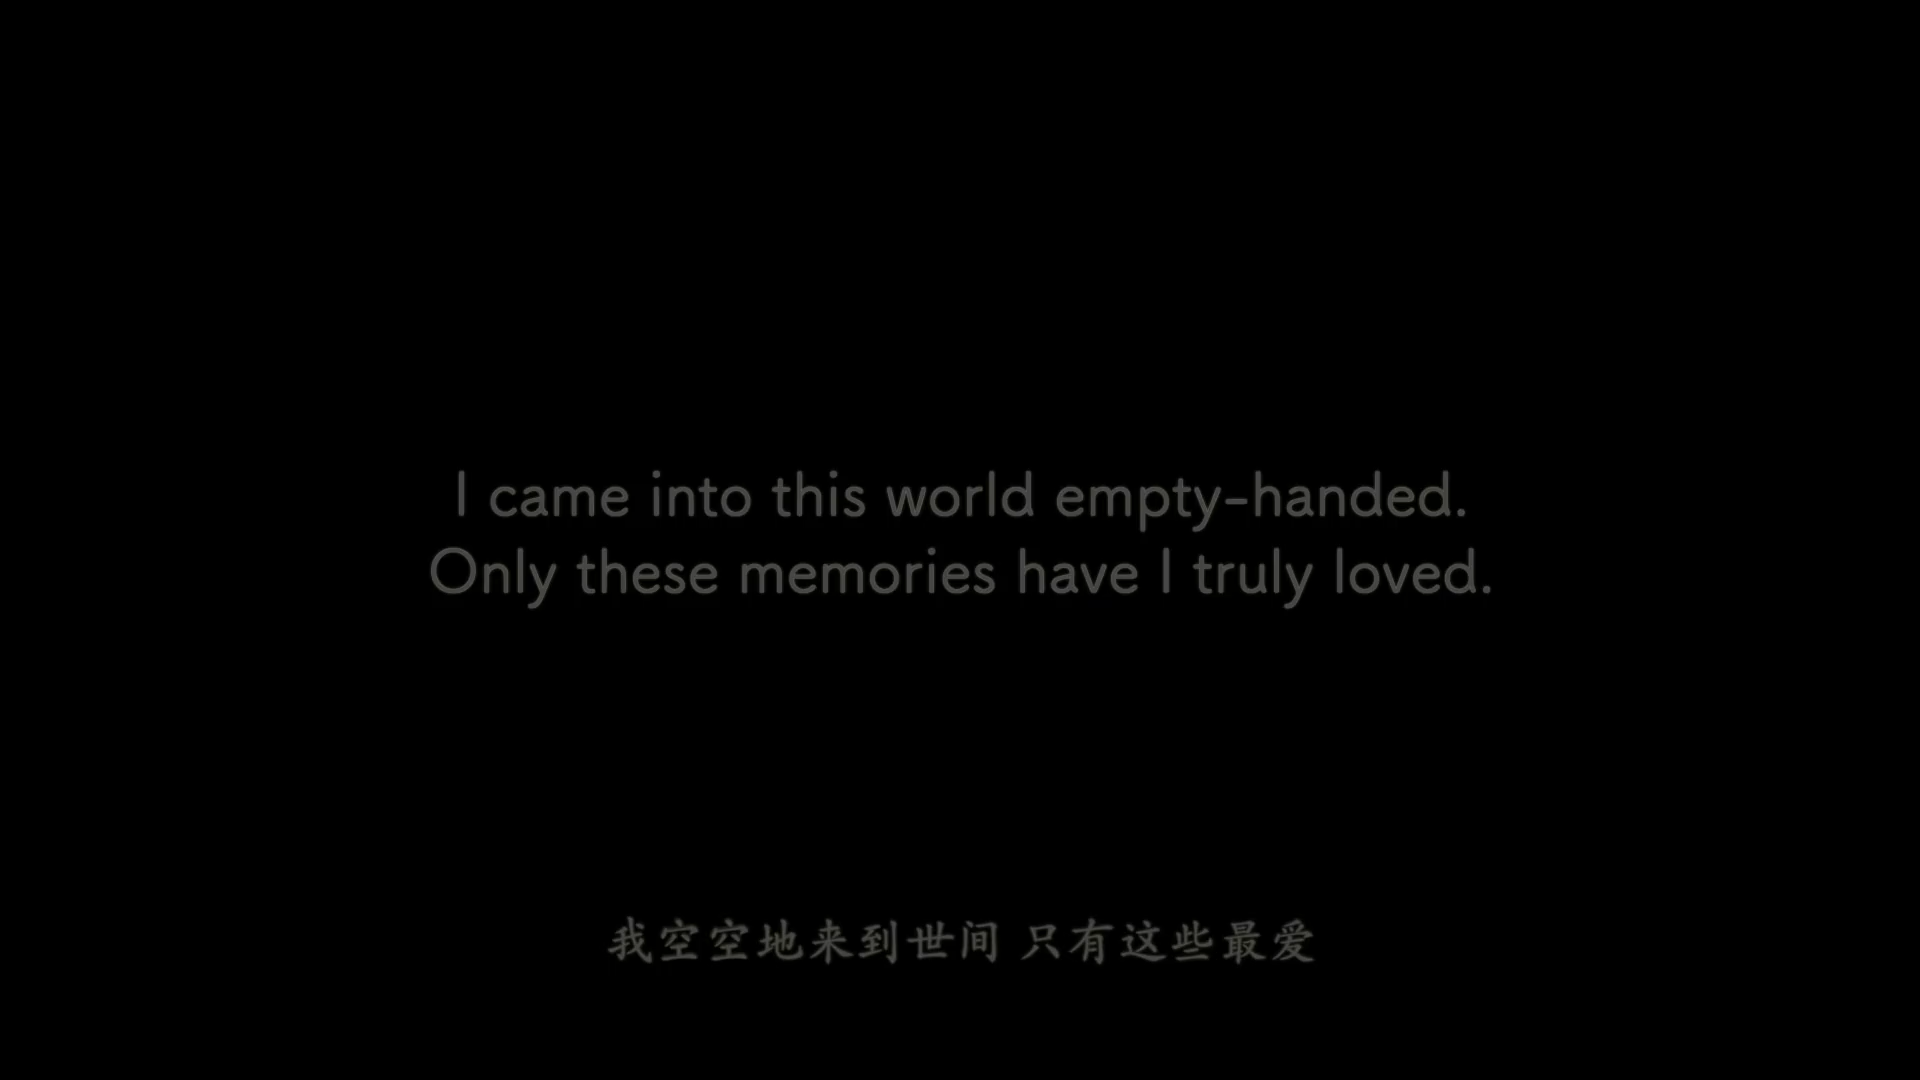 I came into this world empty-handed.
Only these memories have I truly loved.
我空空地来到世间 只有这些最爱